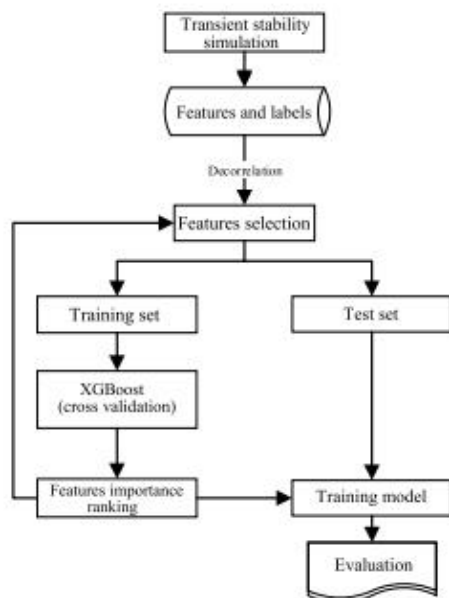 Transient stability
simulation
Features and labels
Decorrelation
Features selection
Training set
Test set
XGBoost
(cross validation)
Features importance
ranking
Training model
Evaluation